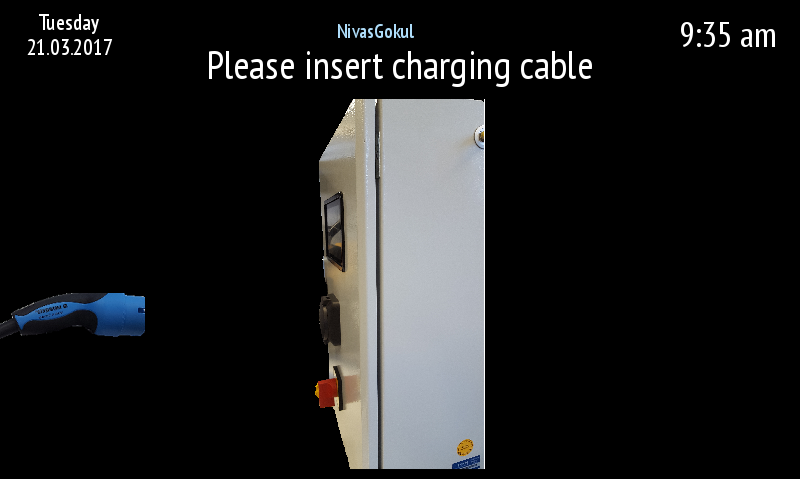 Tuesday
21.03.2017
NivasGokul
Please insert charging cable
9:35 am